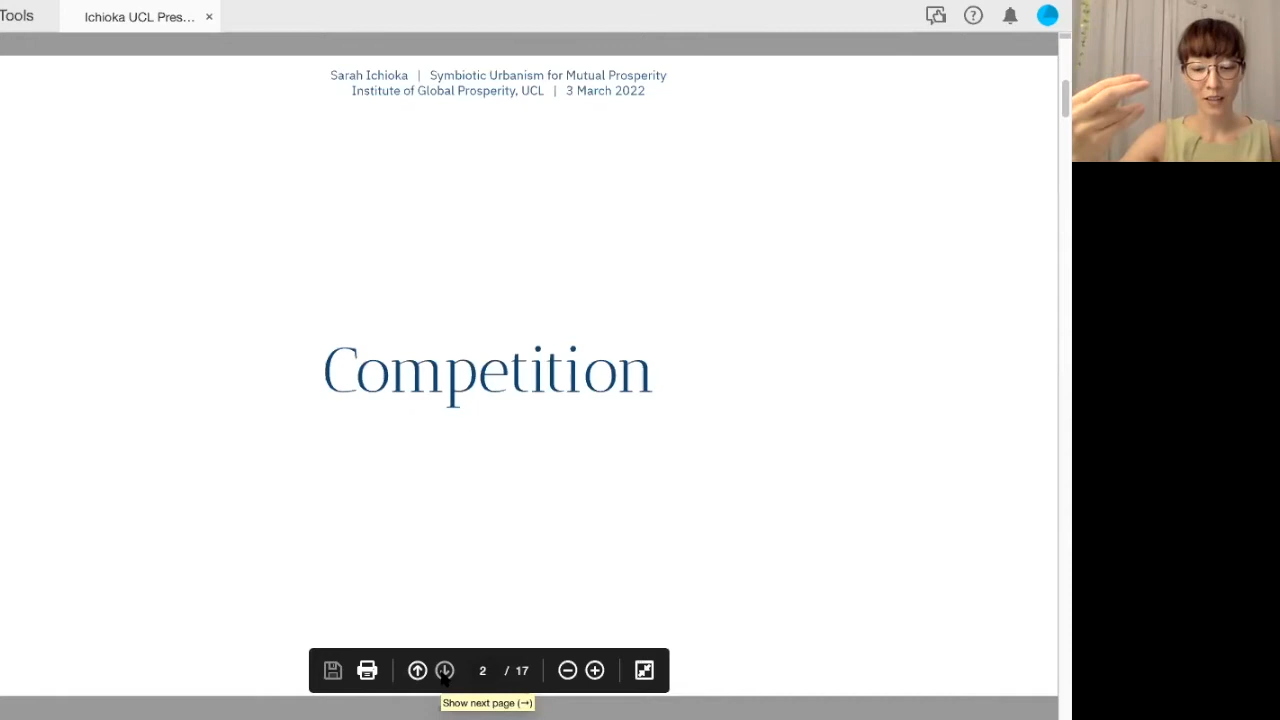 Tools
Ichioka UCL Pres... ×
Sarah Ichioka | Symbiotic Urbanism for Mutual Prosperity
Institute of Global Prosperity, UCL | 3 March 2022
Competition
2 / 17
Show next page (→)